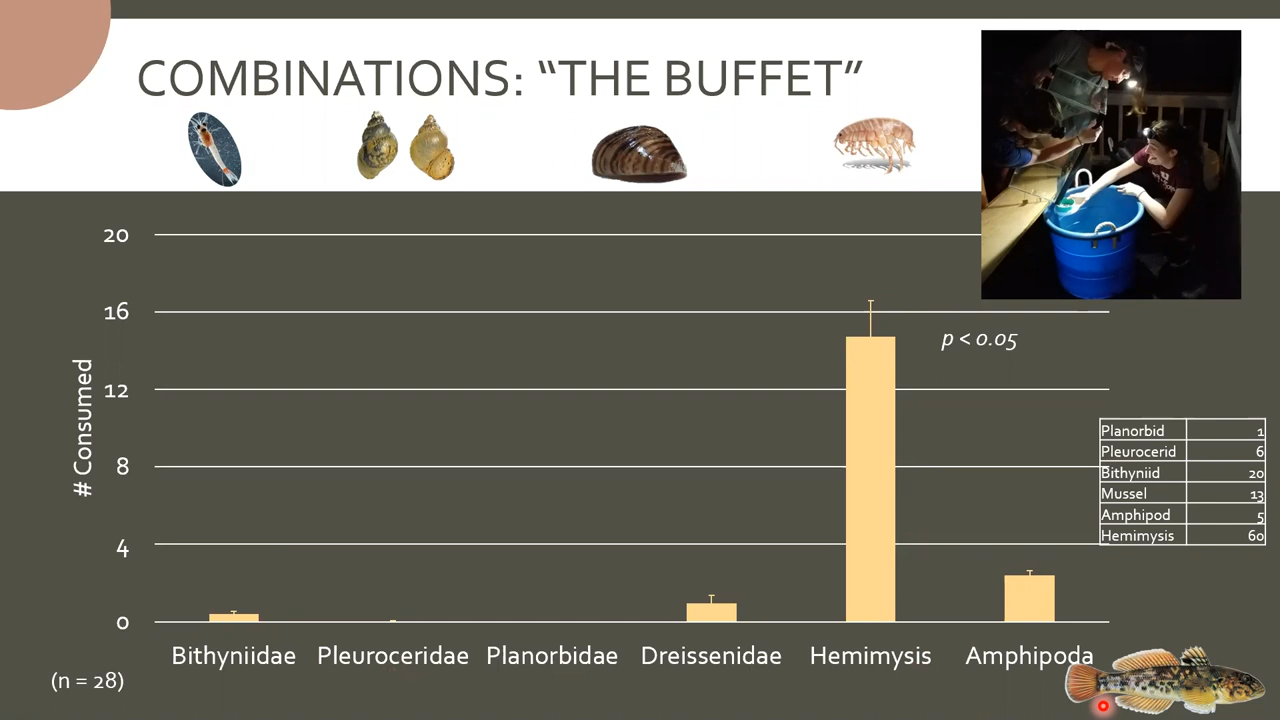 COMBINATIONS: “THE BUFFET”
20
16
12
8
4
0
# Consumed
p < 0.05
Planorbid 1
Pleurocerid 6
Bithyniid 20
Mussel 13
Amphipod 5
Hemimysis 60
Bithyniidae Pleuroceridae Planorbidae Dreissenidae Hemimysis Amphipoda
(n = 28)